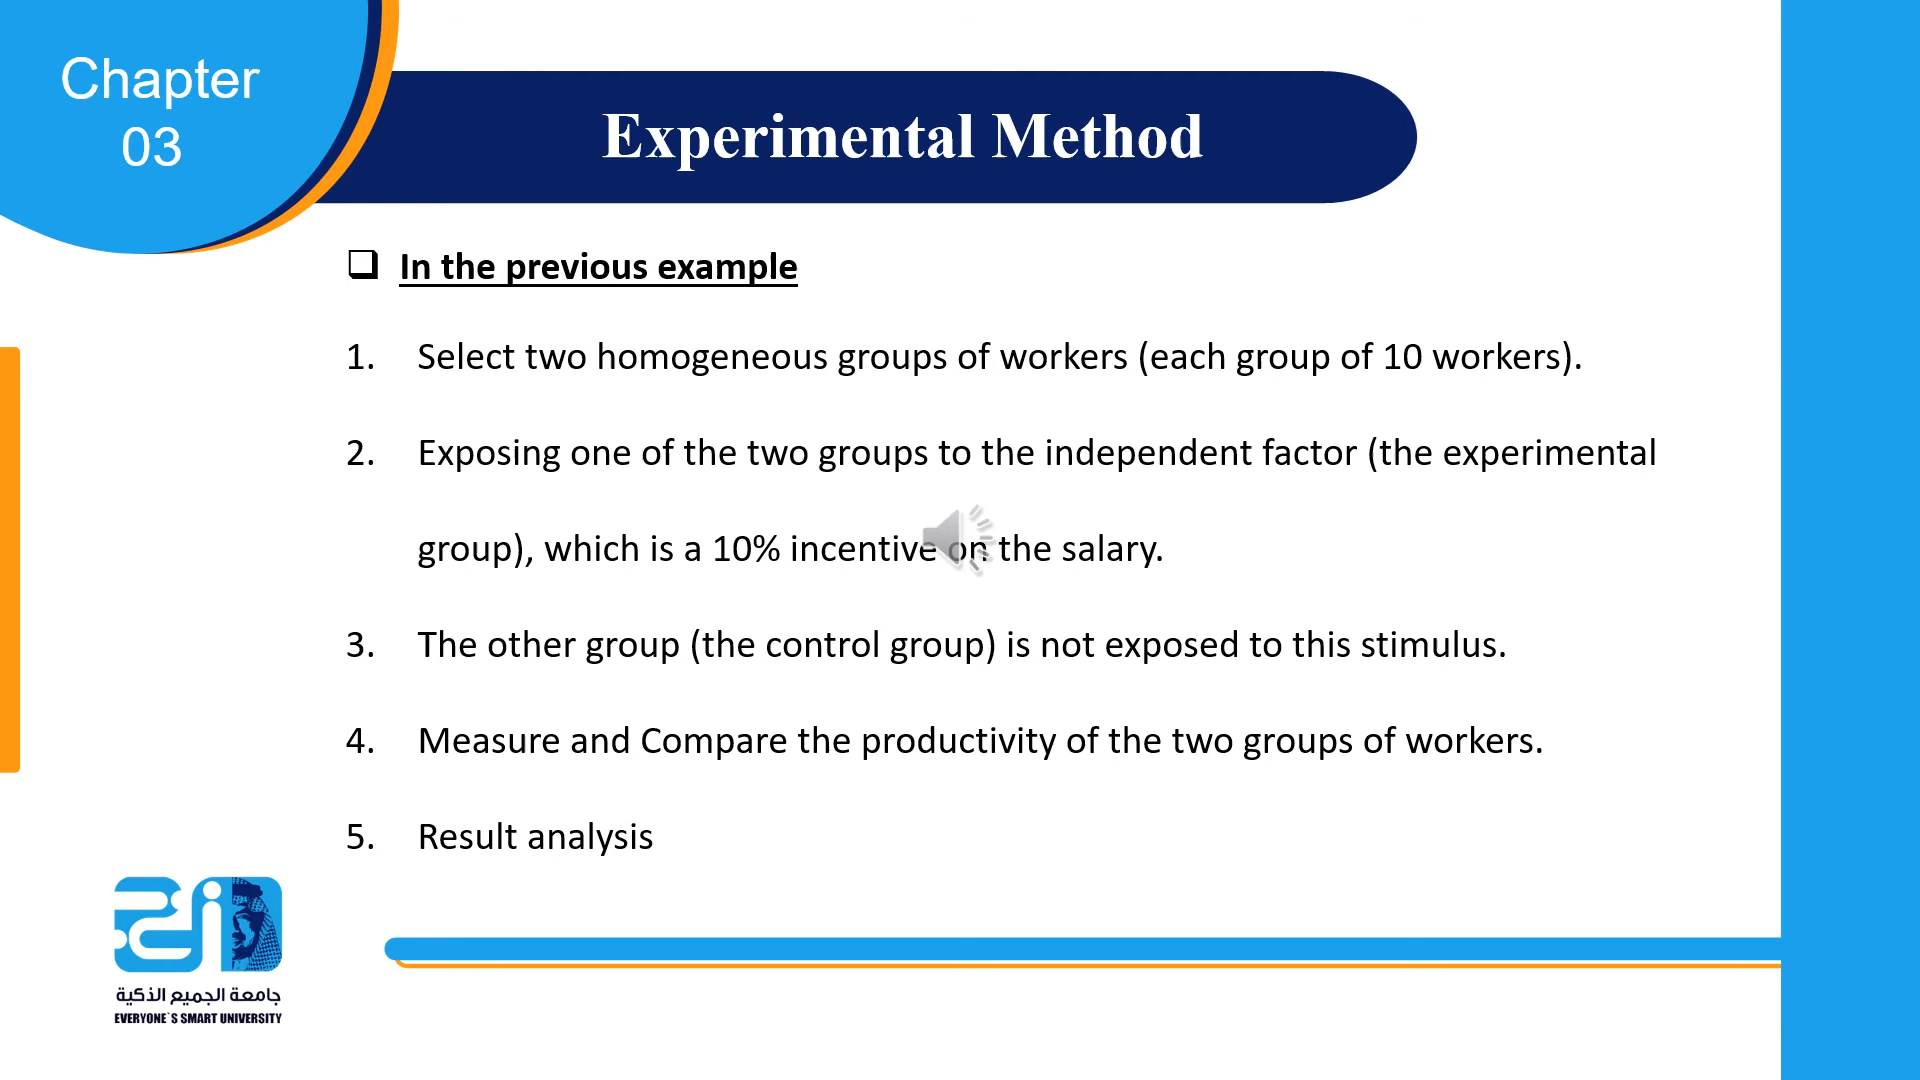 Chapter
03
Experimental Method
In the previous example
1. Select two homogeneous groups of workers (each group of 10 workers).
2. Exposing one of the two groups to the independent factor (the experimental
group), which is a 10% incentive on the salary.
3. The other group (the control group) is not exposed to this stimulus.
4. Measure and Compare the productivity of the two groups of workers.
5. Result analysis
جامعة الجميع الذكية
EVERYONE`S SMART UNIVERSITY